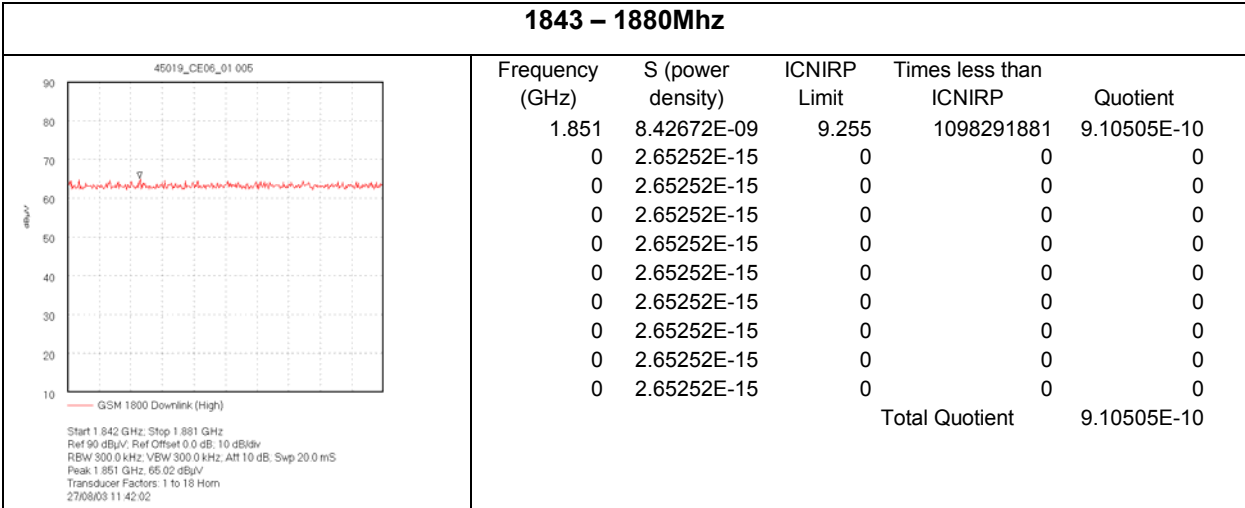 1843 – 1880Mhz
45019_CE06_01 005
90
80
70
60
50
40
30
20
10
dBµV
GSM 1800 Downlink (High)
Start 1.842 GHz; Stop 1.881 GHz
Ref 90 dBµV; Ref Offset 0.0 dB; 10 dB/div
RBW 300.0 kHz; VBW 300.0 kHz; Att 10 dB; Swp 20.0 mS
Peak 1.851 GHz, 65.02 dBµV
Transducer Factors: 1 to 18 Horn
27/08/03 11:42:02
Frequency (GHz) S (power density) ICNIRP Limit Times less than ICNIRP Quotient
1.851 8.42672E-09 9.255 1098291881 9.10505E-10
0 2.65252E-15 0 0 0
0 2.65252E-15 0 0 0
0 2.65252E-15 0 0 0
0 2.65252E-15 0 0 0
0 2.65252E-15 0 0 0
0 2.65252E-15 0 0 0
0 2.65252E-15 0 0 0
0 2.65252E-15 0 0 0
0 2.65252E-15 0 0 0
Total Quotient 9.10505E-10